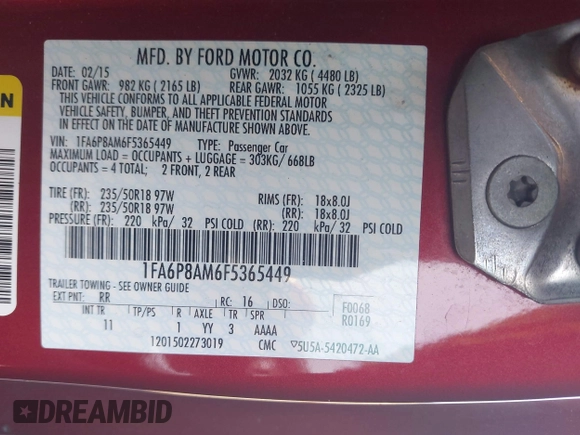 MFD. BY FORD MOTOR CO.
DATE: 02/15 GVWR: 2032 KG ( 4480 LB)
FRONT GAWR: 982 KG ( 2165 LB) REAR GAWR: 1055 KG ( 2325 LB)
THIS VEHICLE CONFORMS TO ALL APPLICABLE FEDERAL MOTOR
VEHICLE SAFETY, BUMPER, AND THEFT PREVENTION STANDARDS
IN EFFECT ON THE DATE OF MANUFACTURE SHOWN ABOVE.
VIN: 1FA6P8AM6F5365449 TYPE: Passenger Car
MAXIMUM LOAD = OCCUPANTS + LUGGAGE = 303KG/ 668LB
OCCUPANTS = 4 TOTAL; 2 FRONT, 2 REAR
TIRE (FR): 235/50R18 97W RIMS (FR): 18x8.0J
(RR): 235/50R18 97W (RR): 18x8.0J
PRESSURE (FR): 220 kPa/ 32 PSI COLD (RR): 220 kPa/ 32 PSI COLD
1FA6P8AM6F5365449
TRAILER TOWING - SEE OWNER GUIDE
EXT PNT: RR RC: 16 DSO: F0068
INT TR TP/PS R AXLE TR SPR R0169
11 1 YY 3 AAAA
1201502273019 CMC ▽5U5A-5420472-AA
DREAMBID